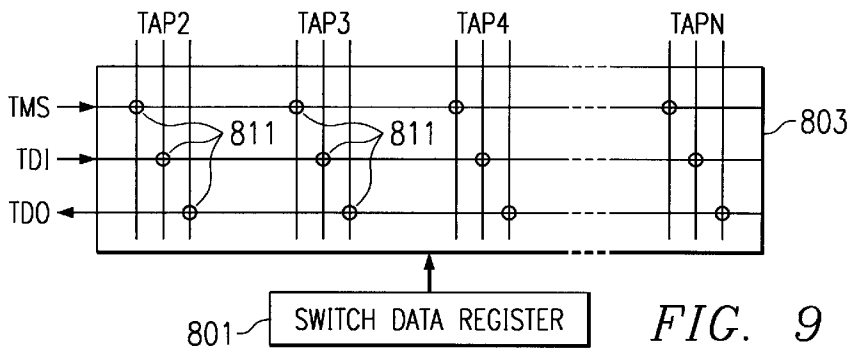 TAP2 TAP3 TAP4 TAPN
TMS
811 811
803
TDI
TDO
801 SWITCH DATA REGISTER
FIG. 9